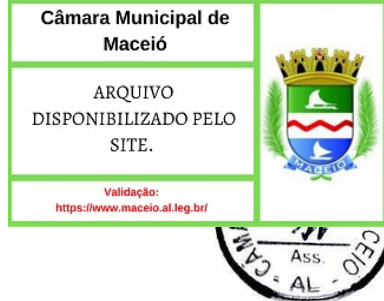 Câmara Municipal de
Maceió
ARQUIVO
DISPONIBILIZADO PELO
SITE.
Validação:
https://www.maceio.al.leg.br/
MACEIÓ
Ass.
AL